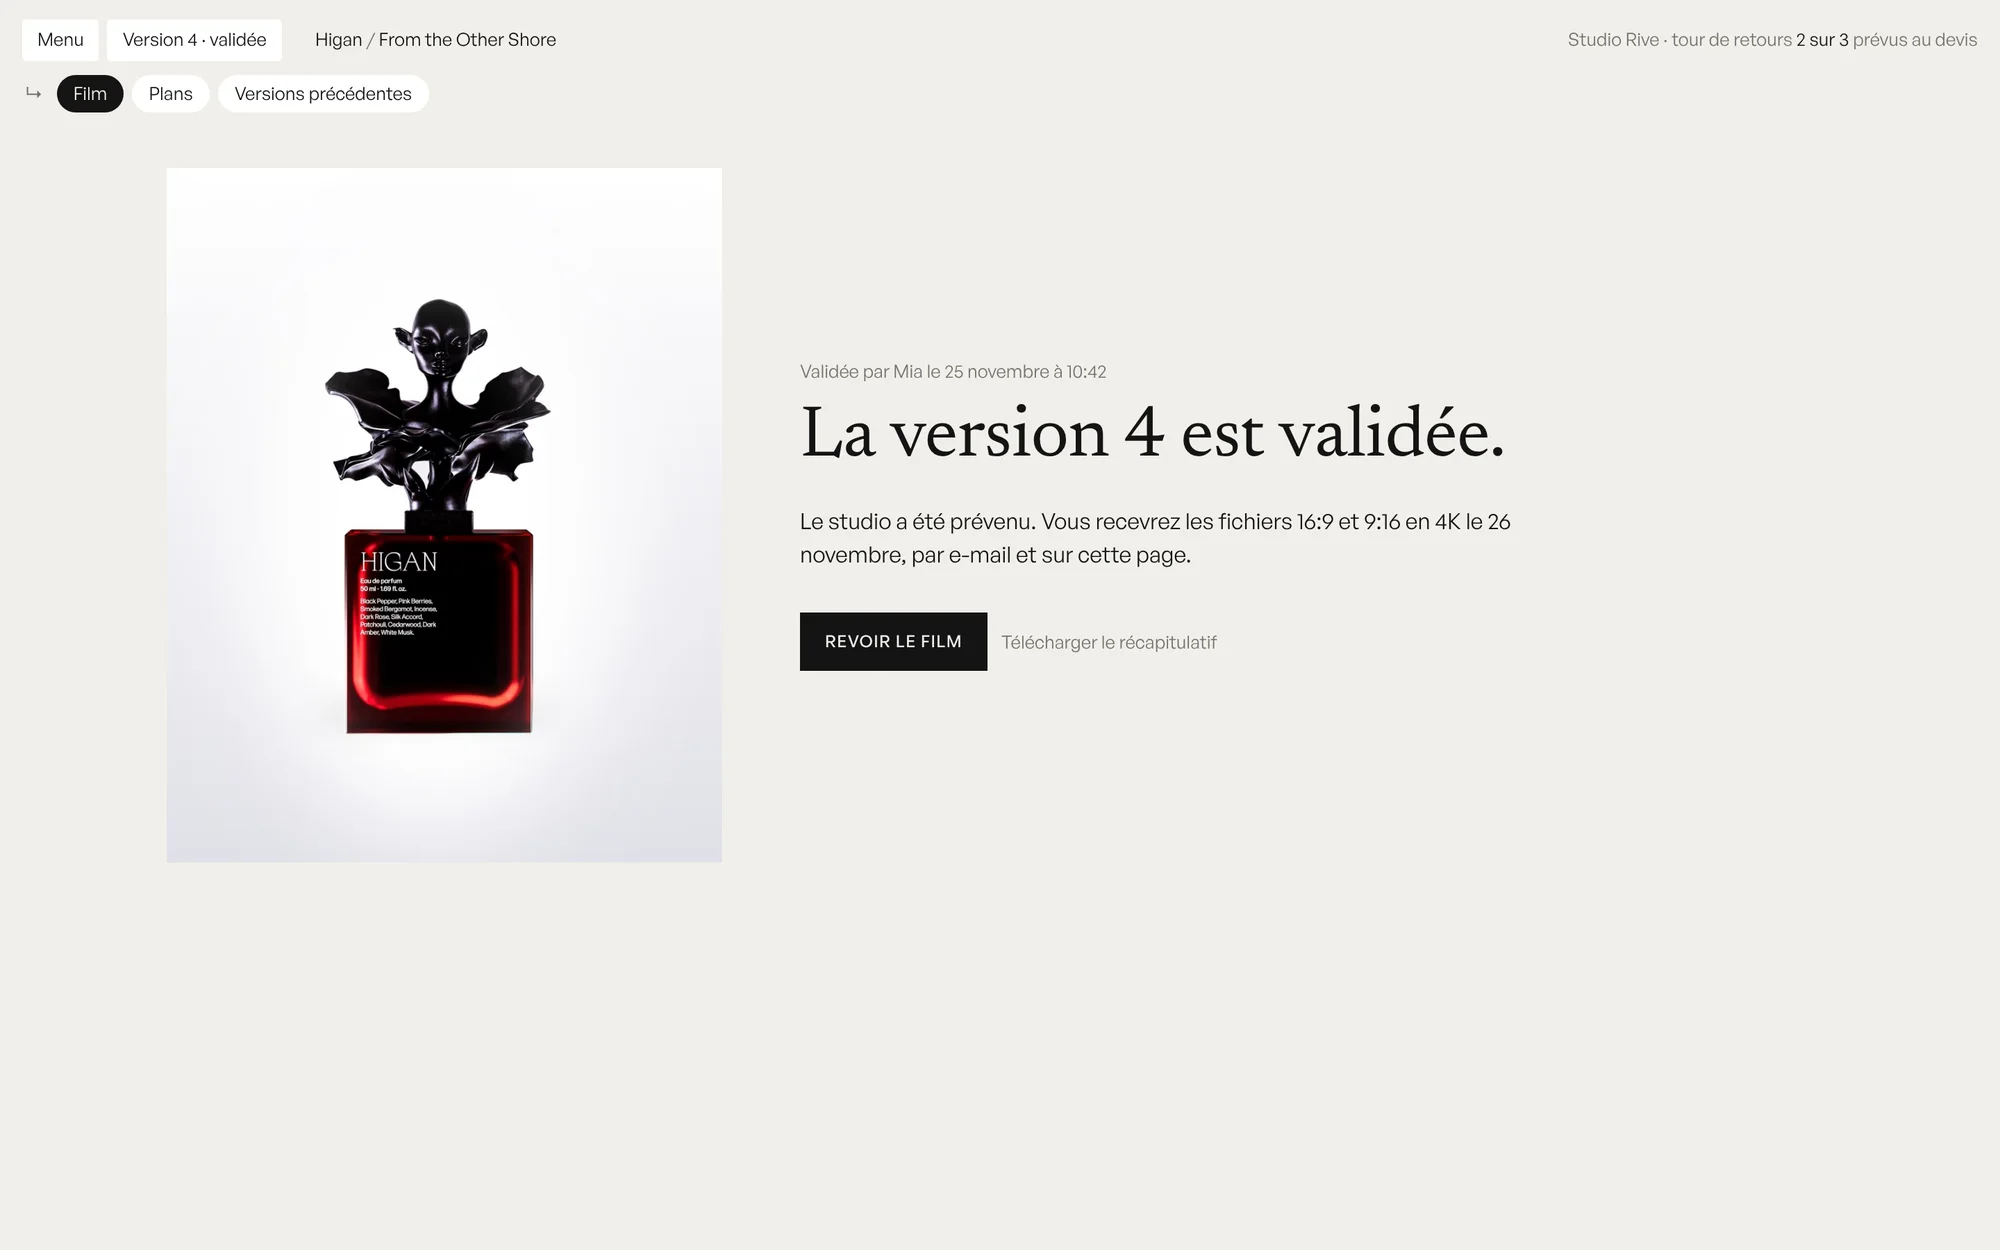 Menu
Version 4 · validée
Higan / From the Other Shore
Studio Rive · tour de retours 2 sur 3 prévus au devis
↳
Film
Plans
Versions précédentes
HIGAN
Eau de parfum
50 ml - 1.69 fl. oz.
Black Pepper, Pink Berries,
Smoked Bergamot, Incense,
Dark Rose, Silk Accord,
Patchouli, Cedarwood, Dark
Amber, White Musk.
Validée par Mia le 25 novembre à 10:42
La version 4 est validée.
Le studio a été prévenu. Vous recevrez les fichiers 16:9 et 9:16 en 4K le 26
novembre, par e-mail et sur cette page.
REVOIR LE FILM
Télécharger le récapitulatif